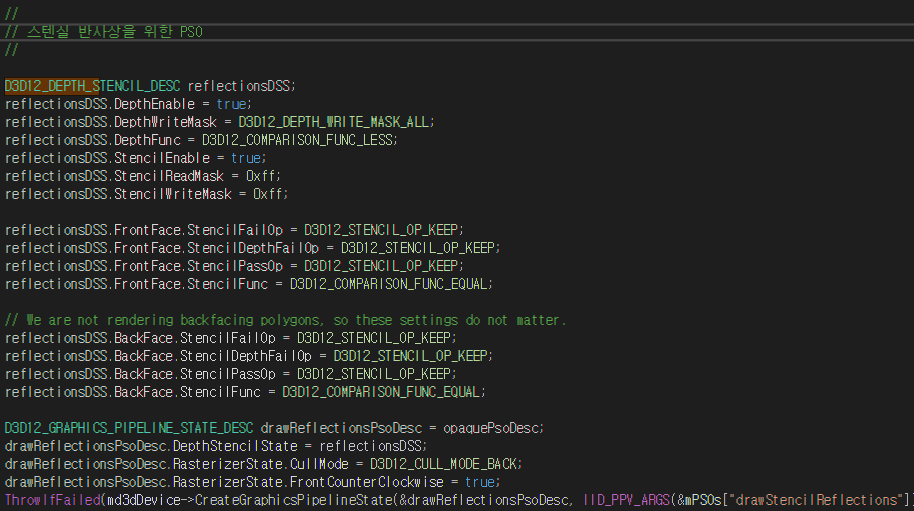 //
// 스텐실 반사상을 위한 PSO
//
D3D12_DEPTH_STENCIL_DESC reflectionsDSS;
reflectionsDSS.DepthEnable = true;
reflectionsDSS.DepthWriteMask = D3D12_DEPTH_WRITE_MASK_ALL;
reflectionsDSS.DepthFunc = D3D12_COMPARISON_FUNC_LESS;
reflectionsDSS.StencilEnable = true;
reflectionsDSS.StencilReadMask = 0xff;
reflectionsDSS.StencilWriteMask = 0xff;
reflectionsDSS.FrontFace.StencilFailOp = D3D12_STENCIL_OP_KEEP;
reflectionsDSS.FrontFace.StencilDepthFailOp = D3D12_STENCIL_OP_KEEP;
reflectionsDSS.FrontFace.StencilPassOp = D3D12_STENCIL_OP_KEEP;
reflectionsDSS.FrontFace.StencilFunc = D3D12_COMPARISON_FUNC_EQUAL;
// We are not rendering backfacing polygons, so these settings do not matter.
reflectionsDSS.BackFace.StencilFailOp = D3D12_STENCIL_OP_KEEP;
reflectionsDSS.BackFace.StencilDepthFailOp = D3D12_STENCIL_OP_KEEP;
reflectionsDSS.BackFace.StencilPassOp = D3D12_STENCIL_OP_KEEP;
reflectionsDSS.BackFace.StencilFunc = D3D12_COMPARISON_FUNC_EQUAL;
D3D12_GRAPHICS_PIPELINE_STATE_DESC drawReflectionsPsoDesc = opaquePsoDesc;
drawReflectionsPsoDesc.DepthStencilState = reflectionsDSS;
drawReflectionsPsoDesc.RasterizerState.CullMode = D3D12_CULL_MODE_BACK;
drawReflectionsPsoDesc.RasterizerState.FrontCounterClockwise = true;
ThrowIfFailed(md3dDevice->CreateGraphicsPipelineState(&drawReflectionsPsoDesc, IID_PPV_ARGS(&mPSOs["drawStencilReflections"]